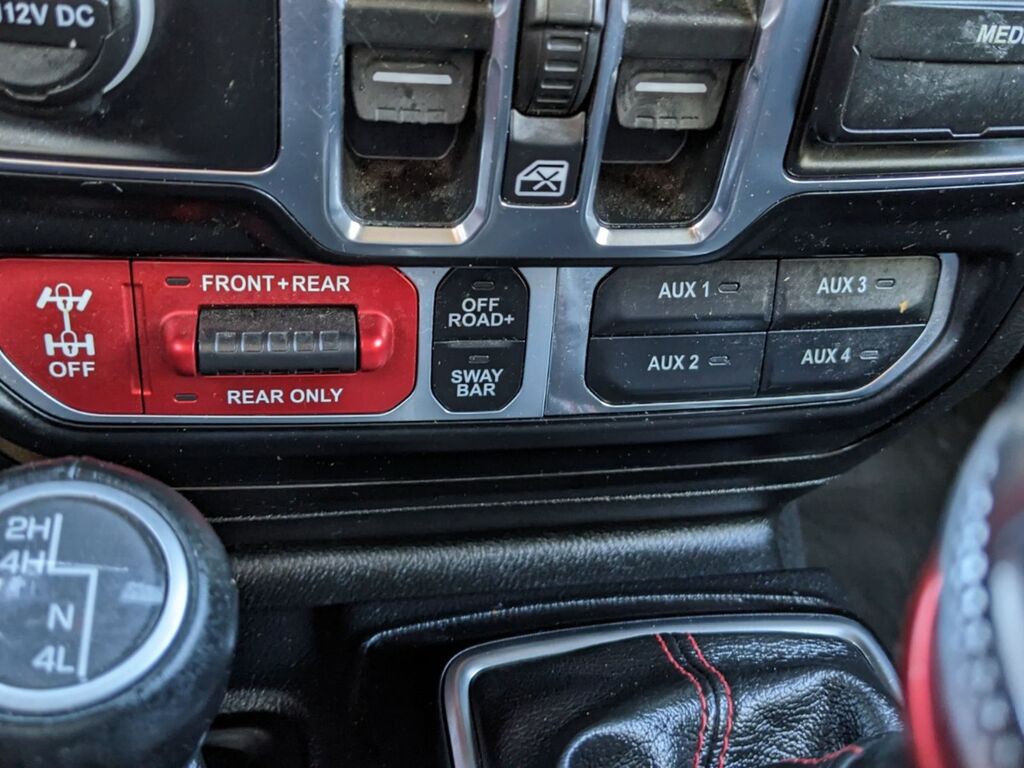 12V DC
MED
FRONT+REAR
OFF
REAR ONLY
OFF
ROAD+
SWAY
BAR
AUX 1
AUX 3
AUX 2
AUX 4
2H
4H
N
4L